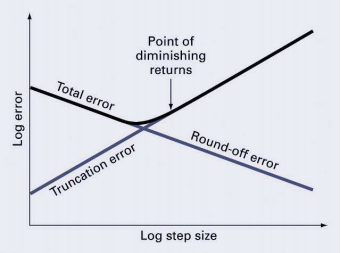 Point of
diminishing
returns
Total error
Log error
Truncation error
Round-off error
Log step size